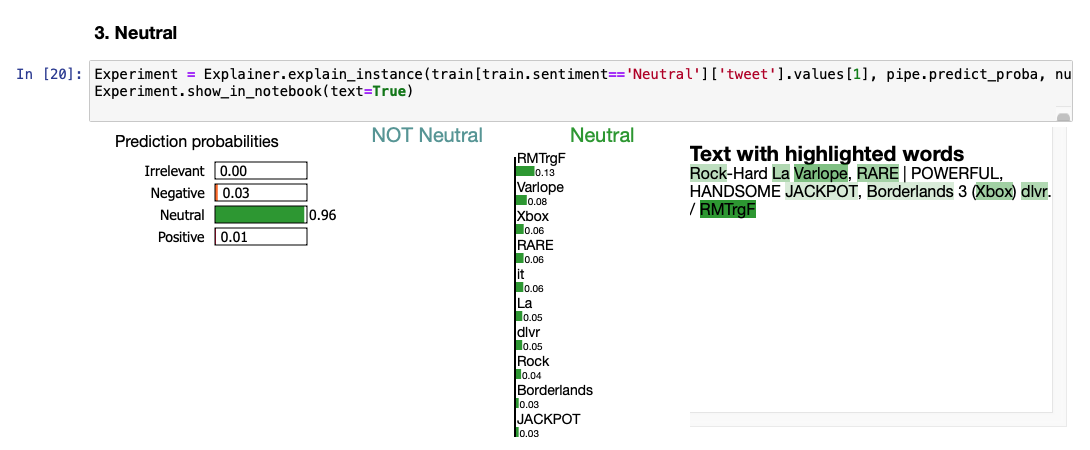 3. Neutral
In [20]: Experiment = Explainer.explain_instance(train[train.sentiment=='Neutral']['tweet'].values[1], pipe.predict_proba, nu
Experiment.show_in_notebook(text=True)
Prediction probabilities
Irrelevant 0.00
Negative 0.03
Neutral 0.96
Positive 0.01
NOT Neutral Neutral
RMTrgF
0.13
Varlope
0.08
Xbox
0.06
RARE
0.06
it
0.06
La
0.05
dlvr
0.05
Rock
0.04
Borderlands
0.03
JACKPOT
0.03
Text with highlighted words
Rock-Hard La Varlope, RARE | POWERFUL,
HANDSOME JACKPOT, Borderlands 3 (Xbox) dlvr.
/ RMTrgF